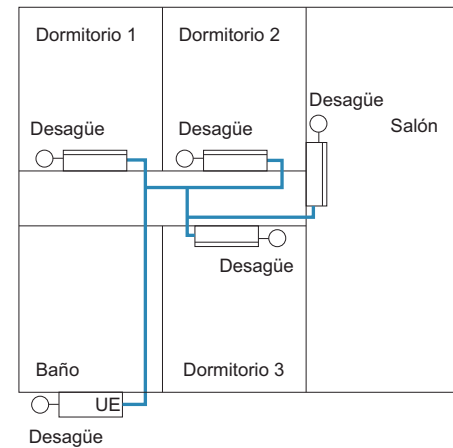 Dormitorio 1
Dormitorio 2
Desagüe
Salón
Desagüe
Desagüe
Desagüe
Baño
Dormitorio 3
UE
Desagüe